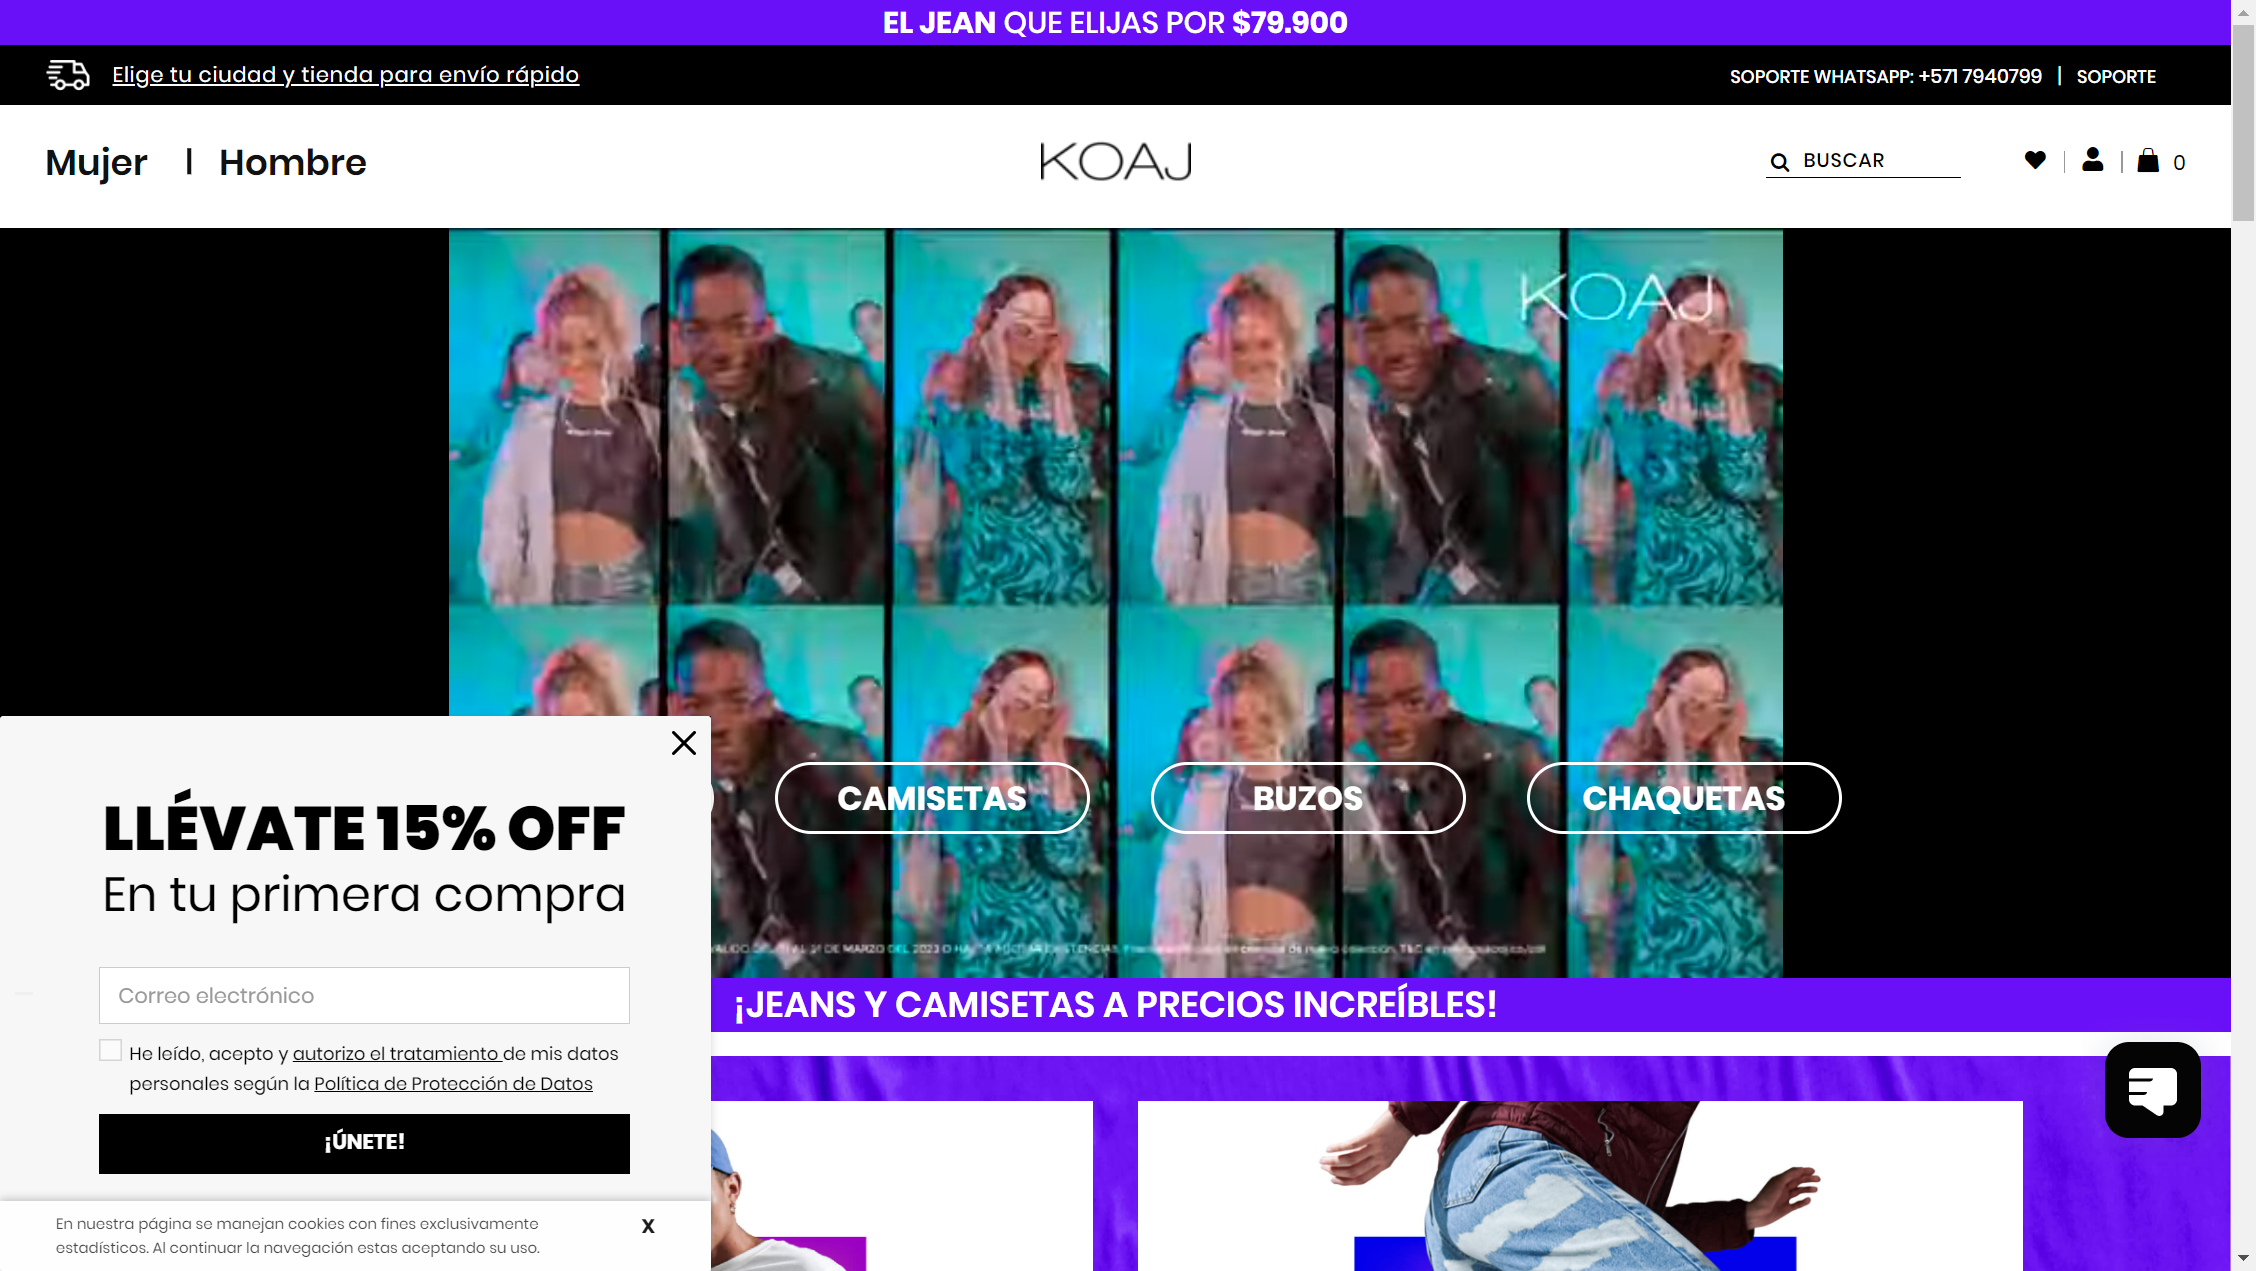 EL JEAN QUE ELIJAS POR $79.900
Elige tu ciudad y tienda para envío rápido
SOPORTE WHATSAPP: +571 7940799 | SOPORTE
Mujer | Hombre
KOAJ
BUSCAR
0
KOAJ
CAMISETAS
BUZOS
CHAQUETAS
¡JEANS Y CAMISETAS A PRECIOS INCREÍBLES!
LLÉVATE 15% OFF
En tu primera compra
Correo electrónico
He leído, acepto y autorizo el tratamiento de mis datos
personales según la Política de Protección de Datos
¡ÚNETE!
En nuestra página se manejan cookies con fines exclusivamente
estadísticos. Al continuar la navegación estas aceptando su uso.
X